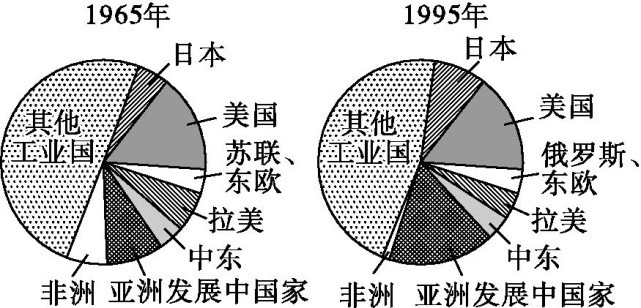 1965年
日本
美国
其他
工业国
苏联、
东欧
拉美
中东
非洲
亚洲发展中国家
1995年
日本
美国
其他
工业国
俄罗斯、
东欧
拉美
中东
非洲
亚洲发展中国家